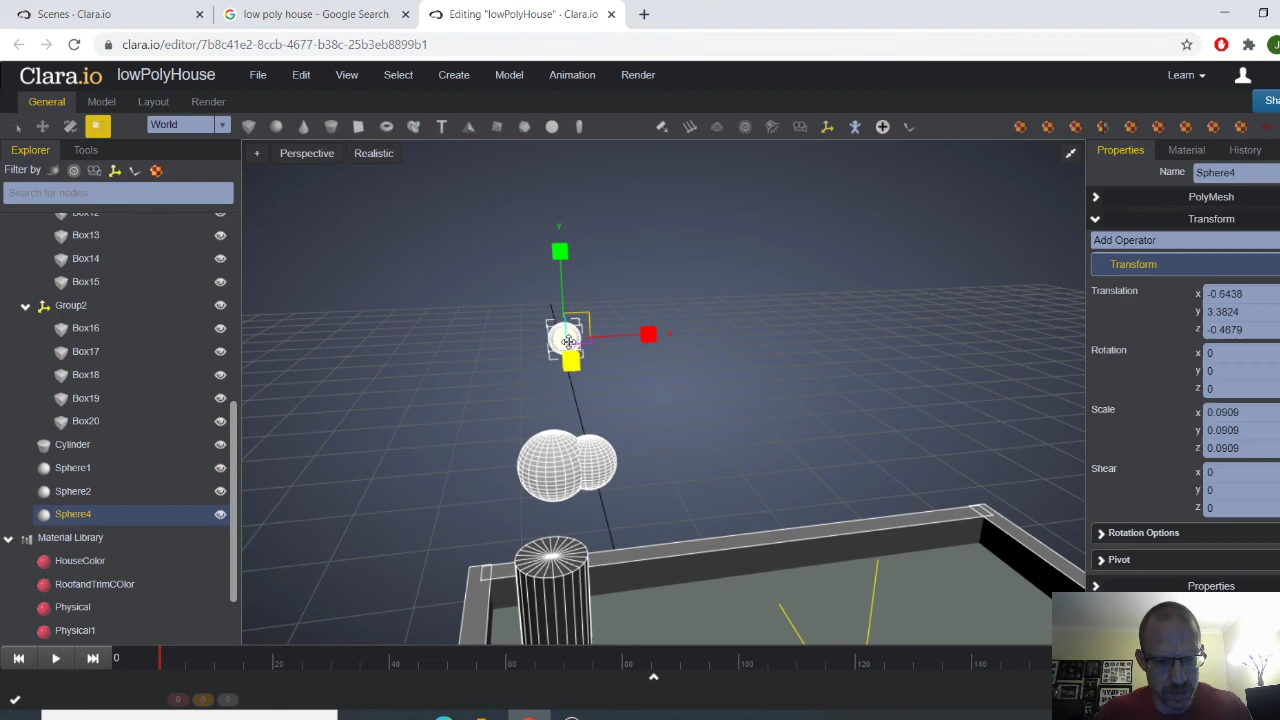 Scenes · Clara.io
low poly house - Google Search
Editing "lowPolyHouse" · Clara.io
clara.io/editor/7b8c41e2-8ccb-4677-b38c-25b3eb8899b1
Clara.io lowPolyHouse File Edit View Select Create Model Animation Render Learn
General Model Layout Render Sha
World
Explorer Tools
Perspective Realistic
Properties Material History
Filter by
Name Sphere4
Search for nodes
PolyMesh
Box12
Transform
Box13
Add Operator
Box14
Transform
Box15
Translation x -0.6438
Group2
y 3.3824
Box16
z -0.4679
Box17
Rotation x 0
Box18
y 0
Box19
z 0
Box20
Scale x 0.0909
Cylinder
y 0.0909
Sphere1
z 0.0909
Sphere2
Shear x 0
Sphere4
y 0
z 0
Material Library
Rotation Options
HouseColor
Pivot
RoofandTrimCOlor
Properties
Physical
Physical1
Y
X
0 20 40 60 80 100 120 140
0 0 0